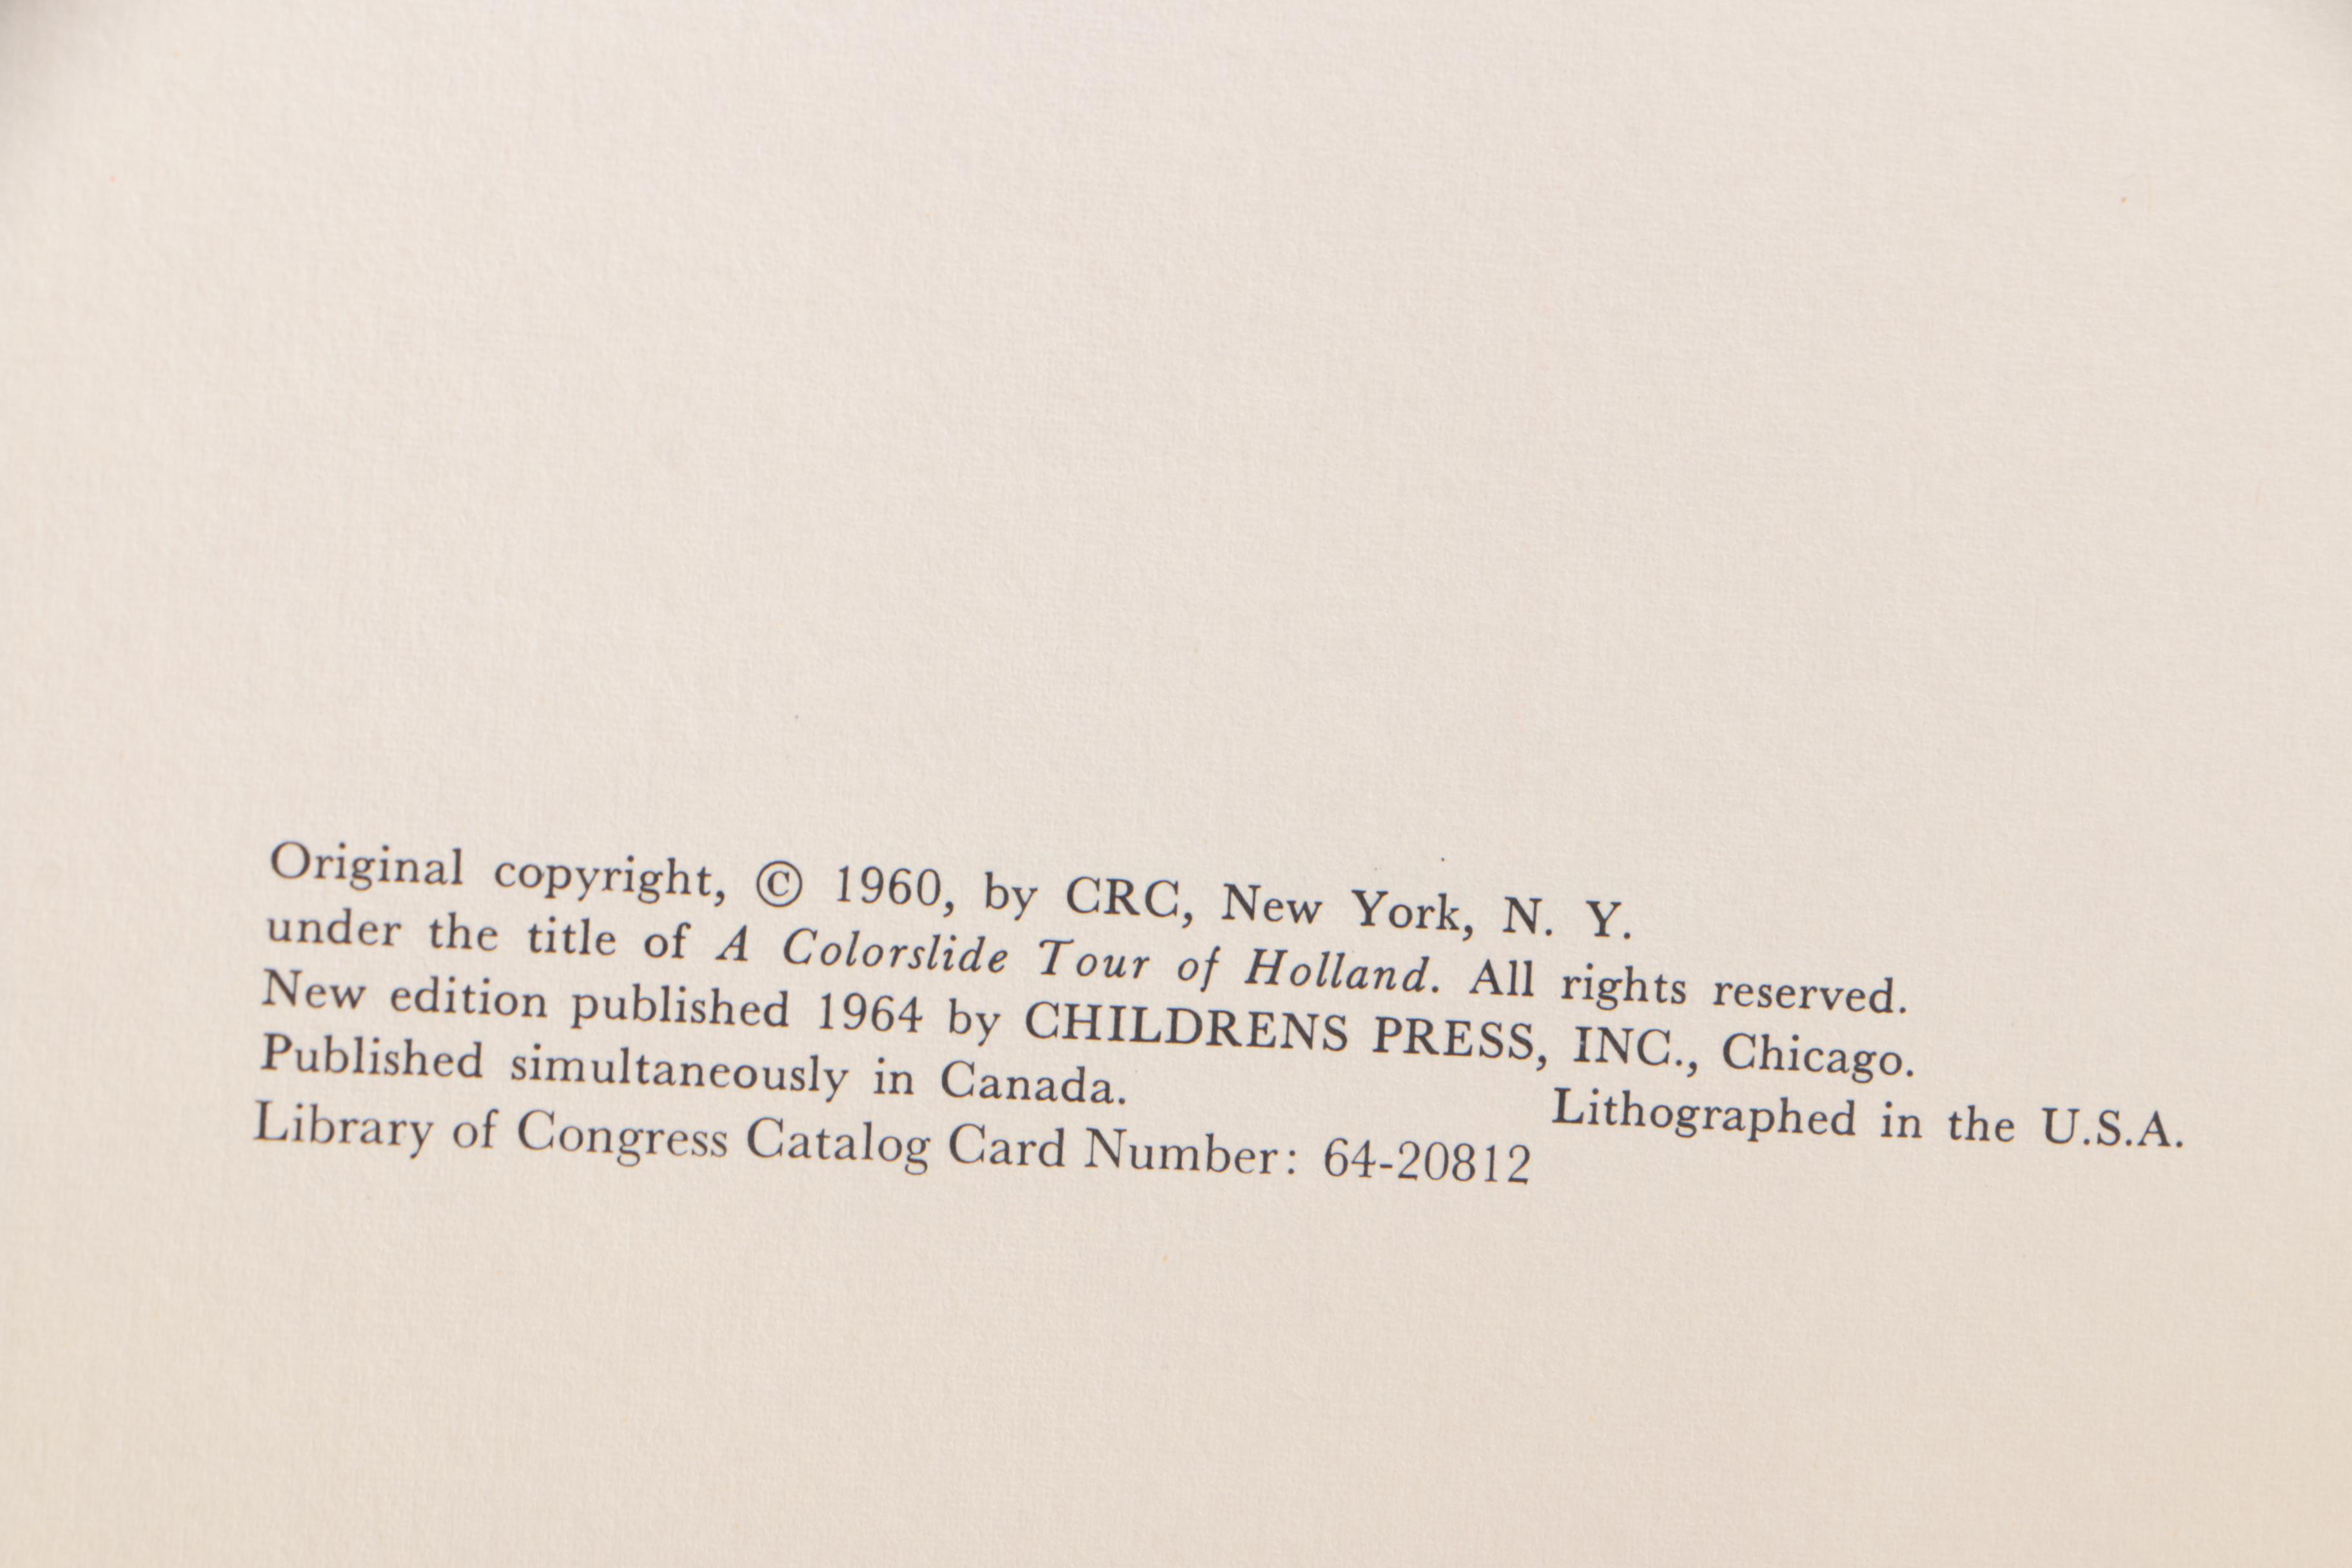 Original copyright, © 1960, by CRC, New York, N. Y.
under the title of A Colorslide Tour of Holland. All rights reserved.
New edition published 1964 by CHILDRENS PRESS, INC., Chicago.
Published simultaneously in Canada. Lithographed in the U.S.A.
Library of Congress Catalog Card Number: 64-20812